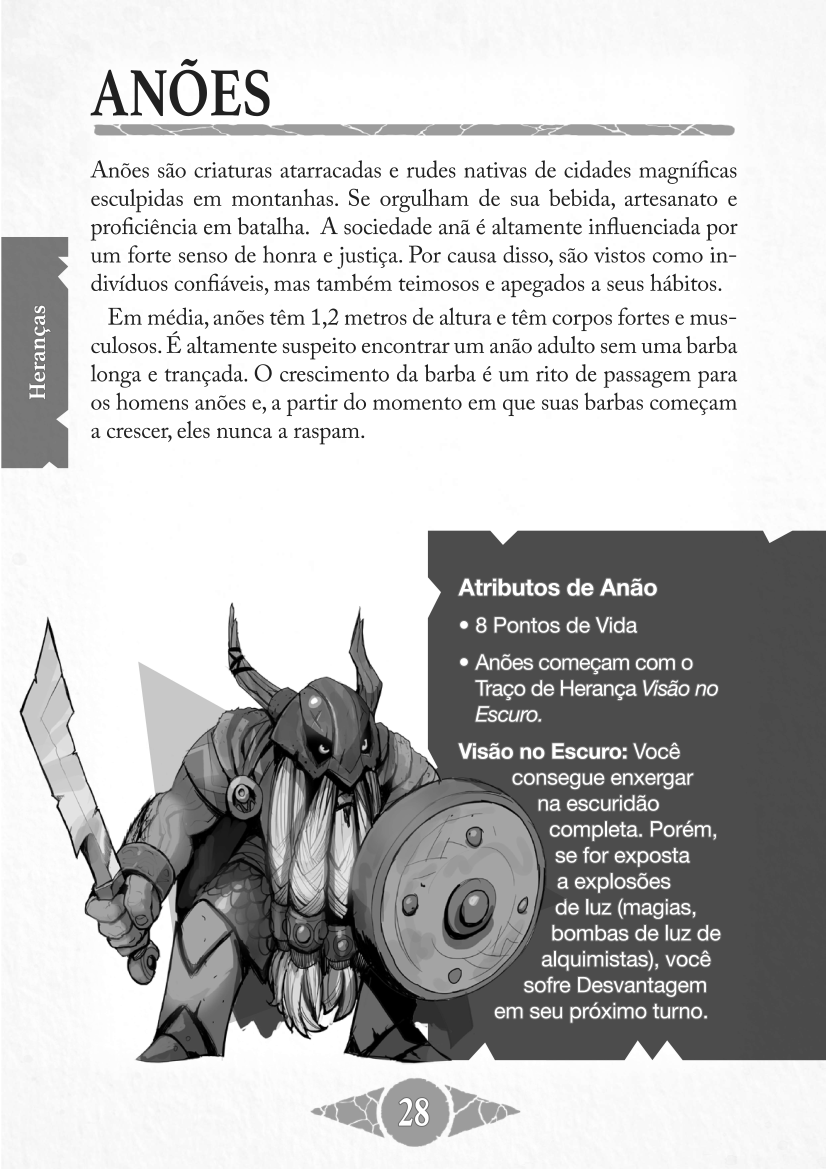 ANÕES
Anões são criaturas atarracadas e rudes nativas de cidades magníficas
esculpidas em montanhas. Se orgulham de sua bebida, artesanato e
proficiência em batalha. A sociedade anã é altamente influenciada por
um forte senso de honra e justiça. Por causa disso, são vistos como in-
divíduos confiáveis, mas também teimosos e apegados a seus hábitos.
Em média, anões têm 1,2 metros de altura e têm corpos fortes e mus-
culosos. É altamente suspeito encontrar um anão adulto sem uma barba
longa e trançada. O crescimento da barba é um rito de passagem para
os homens anões e, a partir do momento em que suas barbas começam
a crescer, eles nunca a raspam.
Heranças
Atributos de Anão
• 8 Pontos de Vida
• Anões começam com o
Traço de Herança Visão no
Escuro.
Visão no Escuro: Você
consegue enxergar
na escuridão
completa. Porém,
se for exposta
a explosões
de luz (magias,
bombas de luz de
alquimistas), você
sofre Desvantagem
em seu próximo turno.
28